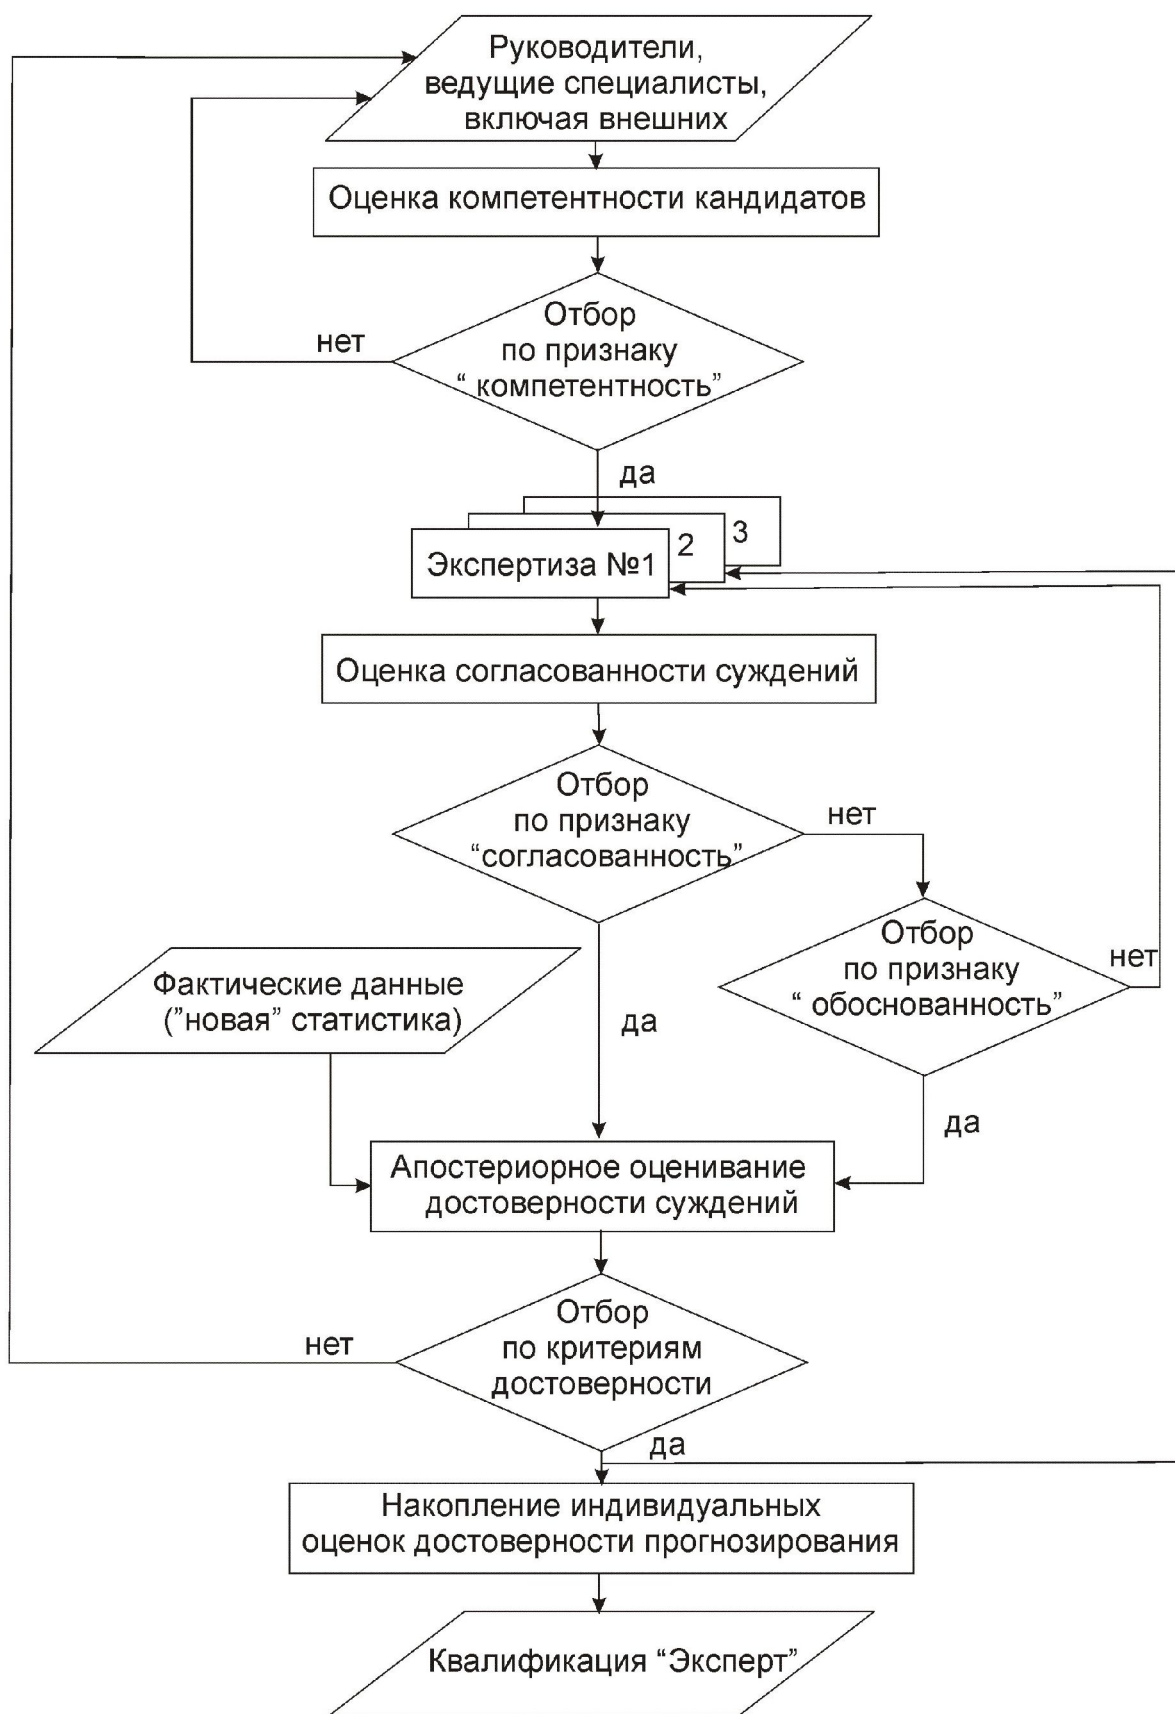 Руководители,
ведущие специалисты,
включая внешних
Оценка компетентности кандидатов
Отбор
по признаку
“ компетентность”
нет
да
Экспертиза №1
2
3
Оценка согласованности суждений
Отбор
по признаку
“согласованность”
нет
Отбор
по признаку
“ обоснованность”
нет
Фактические данные
(”новая” статистика)
да
да
Апостериорное оценивание
достоверности суждений
Отбор
по критериям
достоверности
нет
да
Накопление индивидуальных
оценок достоверности прогнозирования
Квалификация “Эксперт”